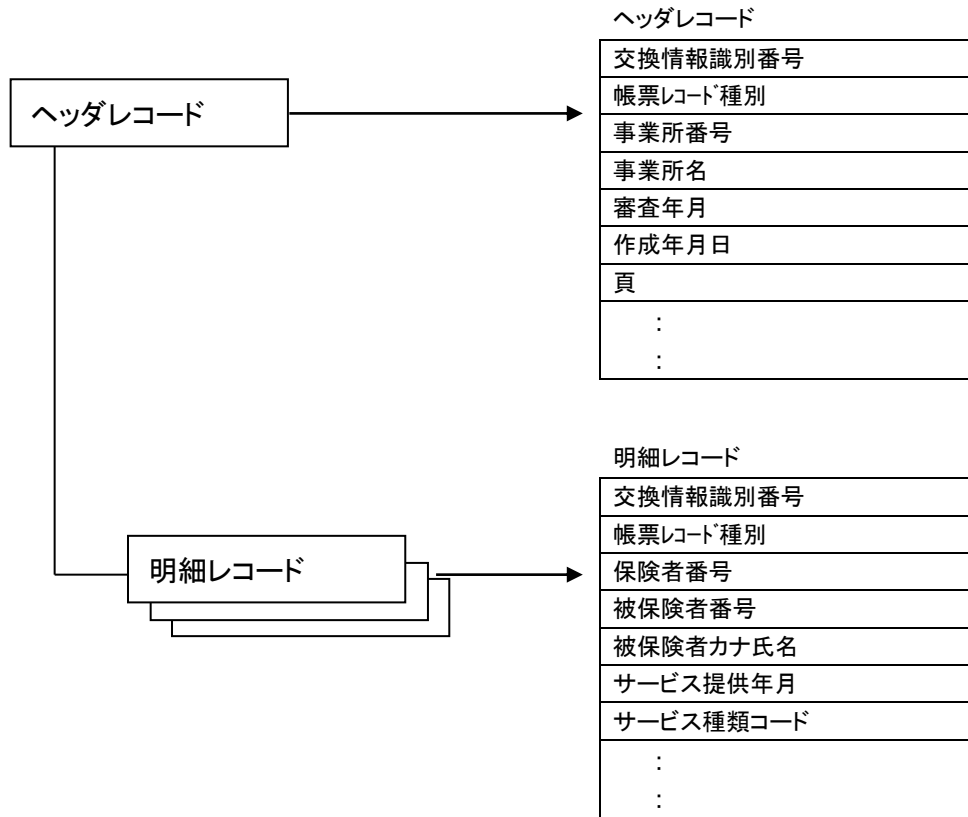 ヘッダレコード
ヘッダレコード
交換情報識別番号
帳票ﾚｺｰﾄﾞ種別
事業所番号
事業所名
審査年月
作成年月日
頁
:
:
明細レコード
明細レコード
交換情報識別番号
帳票ﾚｺｰﾄﾞ種別
保険者番号
被保険者番号
被保険者カナ氏名
サービス提供年月
サービス種類コード
:
: